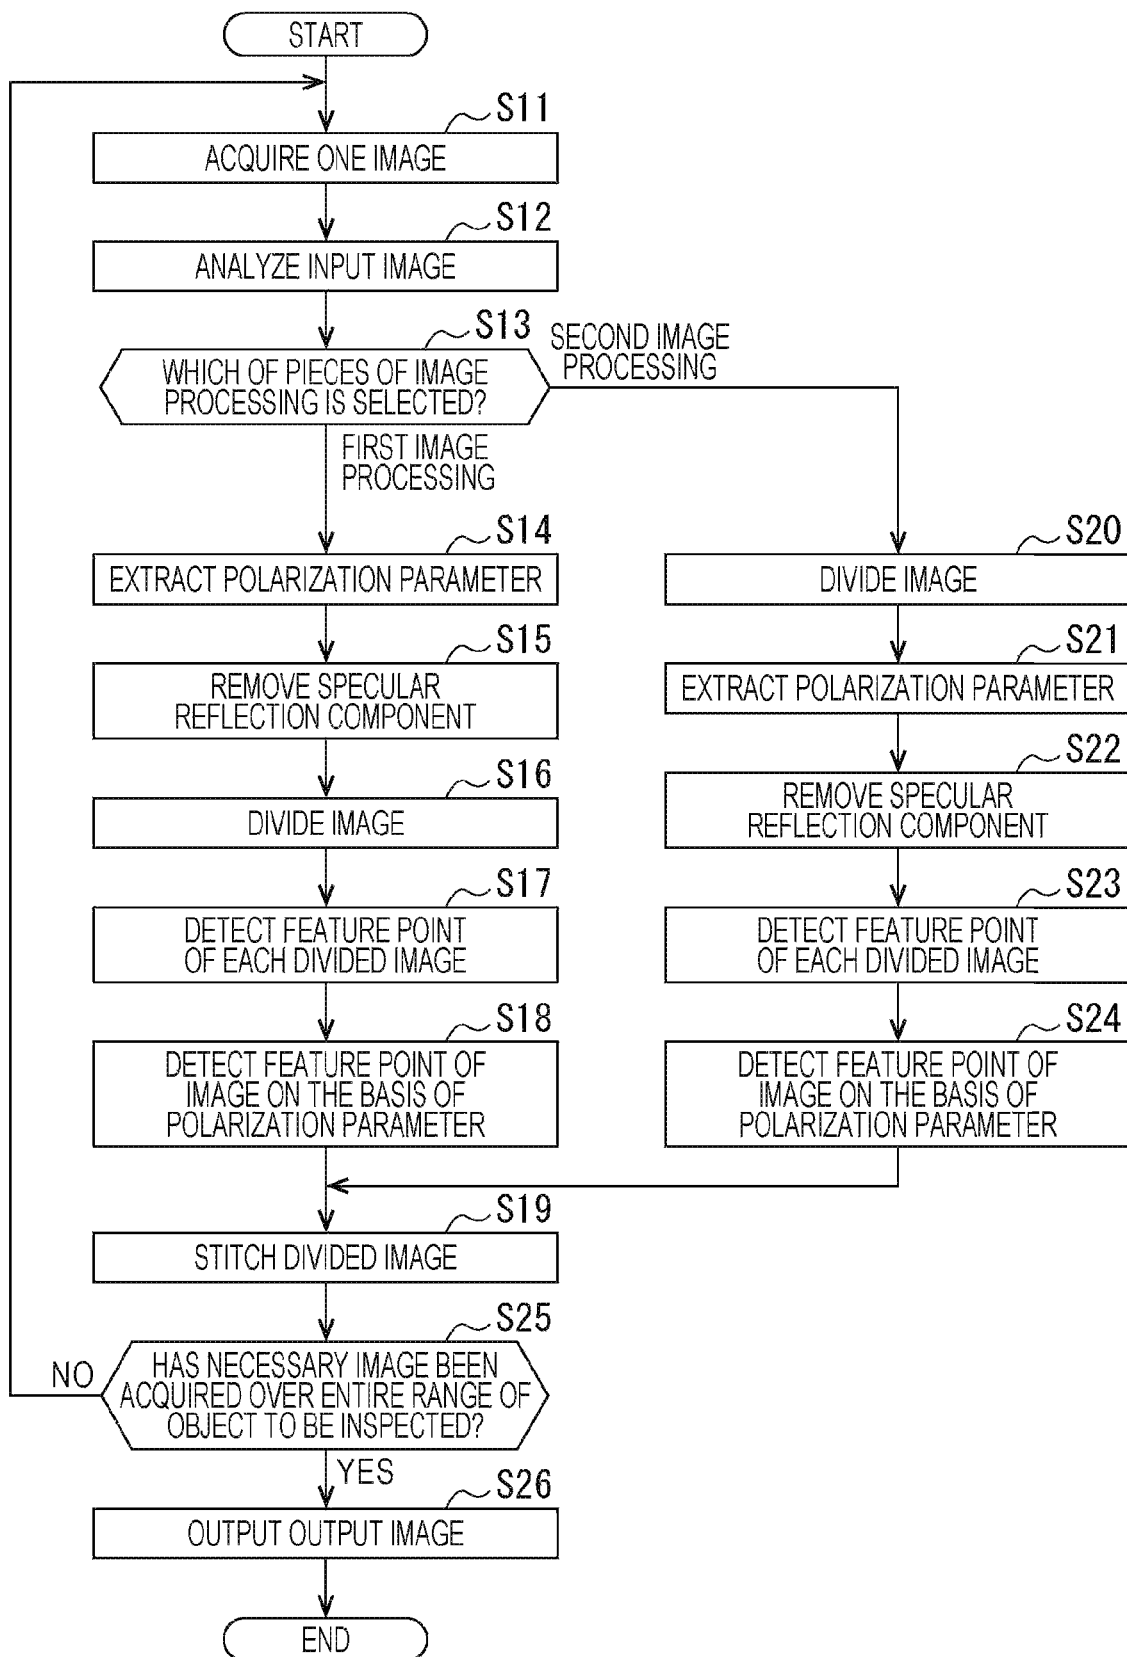 START
S11
ACQUIRE ONE IMAGE
S12
ANALYZE INPUT IMAGE
S13
WHICH OF PIECES OF IMAGE
PROCESSING IS SELECTED?
SECOND IMAGE
PROCESSING
FIRST IMAGE
PROCESSING
S14
EXTRACT POLARIZATION PARAMETER
S15
REMOVE SPECULAR
REFLECTION COMPONENT
S16
DIVIDE IMAGE
S17
DETECT FEATURE POINT
OF EACH DIVIDED IMAGE
S18
DETECT FEATURE POINT OF
IMAGE ON THE BASIS OF
POLARIZATION PARAMETER
S20
DIVIDE IMAGE
S21
EXTRACT POLARIZATION PARAMETER
S22
REMOVE SPECULAR
REFLECTION COMPONENT
S23
DETECT FEATURE POINT
OF EACH DIVIDED IMAGE
S24
DETECT FEATURE POINT OF
IMAGE ON THE BASIS OF
POLARIZATION PARAMETER
S19
STITCH DIVIDED IMAGE
S25
HAS NECESSARY IMAGE BEEN
ACQUIRED OVER ENTIRE RANGE OF
OBJECT TO BE INSPECTED?
NO
YES
S26
OUTPUT OUTPUT IMAGE
END